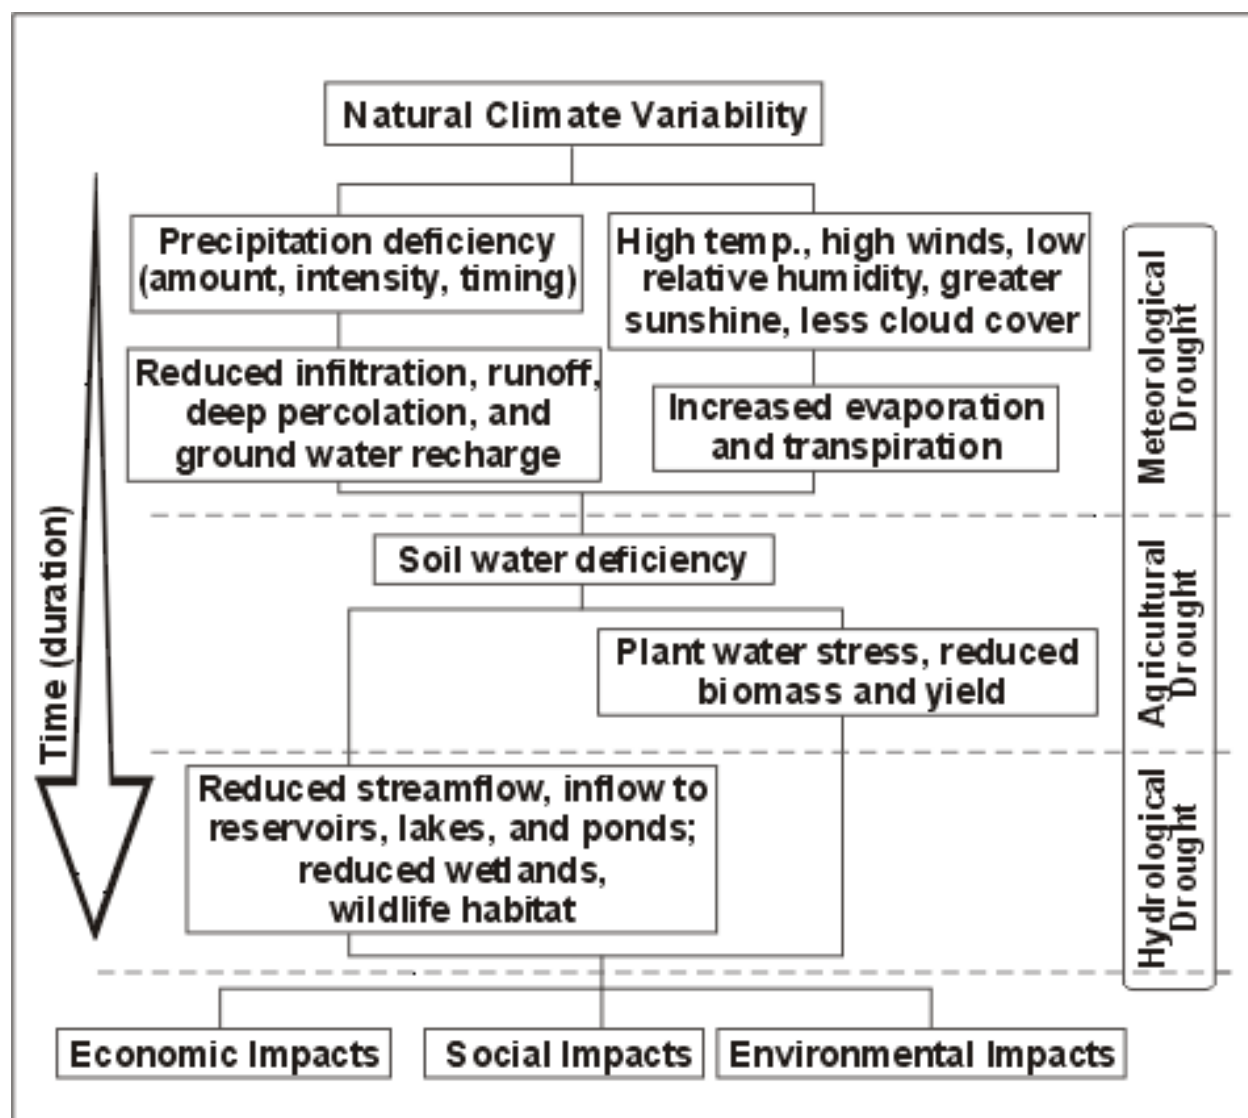 Natural Climate Variability
Precipitation deficiency
(amount, intensity, timing)
High temp., high winds, low
relative humidity, greater
sunshine, less cloud cover
Reduced infiltration, runoff,
deep percolation, and
ground water recharge
Increased evaporation
and transpiration
Meteorological
Drought
Time (duration)
Soil water deficiency
Plant water stress, reduced
biomass and yield
Agricultural
Drought
Reduced streamflow, inflow to
reservoirs, lakes, and ponds;
reduced wetlands,
wildlife habitat
Hydrological
Drought
Economic Impacts
Social Impacts
Environmental Impacts